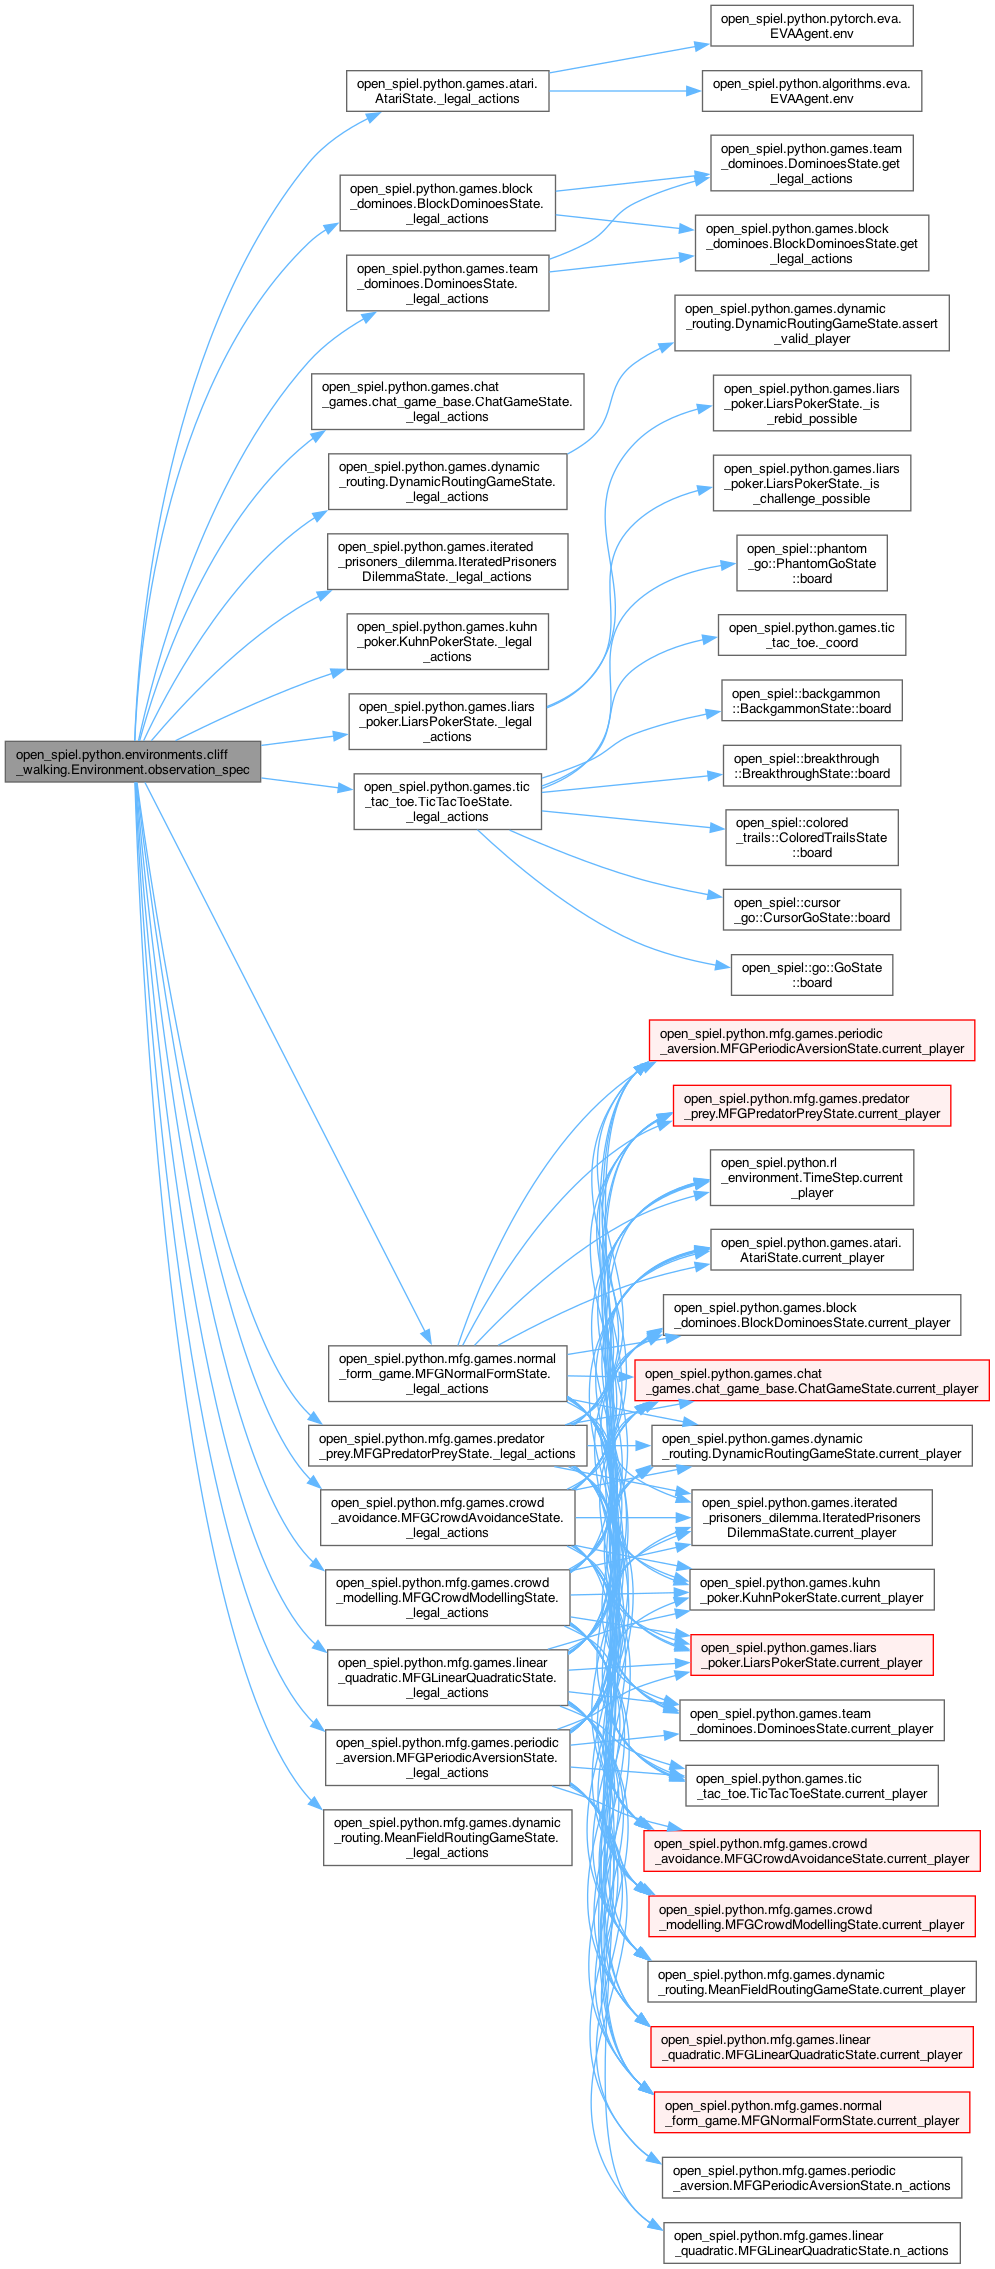 open_spiel.python.environments.cliff
_walking.Environment.observation_spec
open_spiel.python.games.atari.
AtariState._legal_actions
open_spiel.python.games.block
_dominoes.BlockDominoesState.
_legal_actions
open_spiel.python.games.team
_dominoes.DominoesState.
_legal_actions
open_spiel.python.games.chat
_games.chat_game_base.ChatGameState.
_legal_actions
open_spiel.python.games.dynamic
_routing.DynamicRoutingGameState.
_legal_actions
open_spiel.python.games.iterated
_prisoners_dilemma.IteratedPrisoners
DilemmaState._legal_actions
open_spiel.python.games.kuhn
_poker.KuhnPokerState._legal
_actions
open_spiel.python.games.liars
_poker.LiarsPokerState._legal
_actions
open_spiel.python.games.tic
_tac_toe.TicTacToeState.
_legal_actions
open_spiel.python.mfg.games.normal
_form_game.MFGNormalFormState.
_legal_actions
open_spiel.python.mfg.games.predator
_prey.MFGPredatorPreyState._legal_actions
open_spiel.python.mfg.games.crowd
_avoidance.MFGCrowdAvoidanceState.
_legal_actions
open_spiel.python.mfg.games.crowd
_modelling.MFGCrowdModellingState.
_legal_actions
open_spiel.python.mfg.games.linear
_quadratic.MFGLinearQuadraticState.
_legal_actions
open_spiel.python.mfg.games.periodic
_aversion.MFGPeriodicAversionState.
_legal_actions
open_spiel.python.mfg.games.dynamic
_routing.MeanFieldRoutingGameState.
_legal_actions
open_spiel.python.pytorch.eva.
EVAAgent.env
open_spiel.python.algorithms.eva.
EVAAgent.env
open_spiel.python.games.team
_dominoes.DominoesState.get
_legal_actions
open_spiel.python.games.block
_dominoes.BlockDominoesState.get
_legal_actions
open_spiel.python.games.dynamic
_routing.DynamicRoutingGameState.assert
_valid_player
open_spiel.python.games.liars
_poker.LiarsPokerState._is
_rebid_possible
open_spiel.python.games.liars
_poker.LiarsPokerState._is
_challenge_possible
open_spiel::phantom
_go::PhantomGoState
::board
open_spiel.python.games.tic
_tac_toe._coord
open_spiel::backgammon
::BackgammonState::board
open_spiel::breakthrough
::BreakthroughState::board
open_spiel::colored
_trails::ColoredTrailsState
::board
open_spiel::cursor
_go::CursorGoState::board
open_spiel::go::GoState
::board
open_spiel.python.mfg.games.periodic
_aversion.MFGPeriodicAversionState.current_player
open_spiel.python.mfg.games.predator
_prey.MFGPredatorPreyState.current_player
open_spiel.python.rl
_environment.TimeStep.current
_player
open_spiel.python.games.atari.
AtariState.current_player
open_spiel.python.games.block
_dominoes.BlockDominoesState.current_player
open_spiel.python.games.chat
_games.chat_game_base.ChatGameState.current_player
open_spiel.python.games.dynamic
_routing.DynamicRoutingGameState.current_player
open_spiel.python.games.iterated
_prisoners_dilemma.IteratedPrisoners
DilemmaState.current_player
open_spiel.python.games.kuhn
_poker.KuhnPokerState.current_player
open_spiel.python.games.liars
_poker.LiarsPokerState.current_player
open_spiel.python.games.team
_dominoes.DominoesState.current_player
open_spiel.python.games.tic
_tac_toe.TicTacToeState.current_player
open_spiel.python.mfg.games.crowd
_avoidance.MFGCrowdAvoidanceState.current_player
open_spiel.python.mfg.games.crowd
_modelling.MFGCrowdModellingState.current_player
open_spiel.python.mfg.games.dynamic
_routing.MeanFieldRoutingGameState.current_player
open_spiel.python.mfg.games.linear
_quadratic.MFGLinearQuadraticState.current_player
open_spiel.python.mfg.games.normal
_form_game.MFGNormalFormState.current_player
open_spiel.python.mfg.games.periodic
_aversion.MFGPeriodicAversionState.n_actions
open_spiel.python.mfg.games.linear
_quadratic.MFGLinearQuadraticState.n_actions